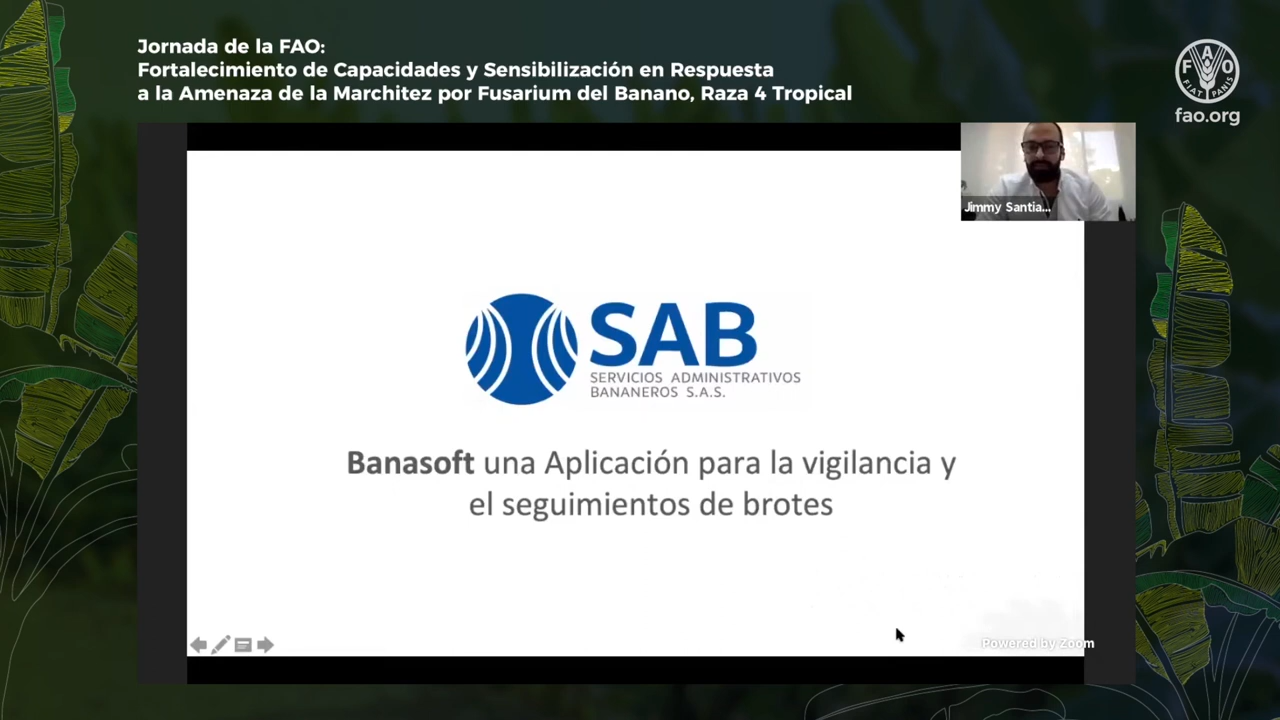 Jornada de la FAO:
Fortalecimiento de Capacidades y Sensibilización en Respuesta
a la Amenaza de la Marchitez por Fusarium del Banano, Raza 4 Tropical
F A O
FIAT PANIS
fao.org
Jimmy Santia...
SAB
SERVICIOS ADMINISTRATIVOS
BANANEROS S.A.S.
Banasoft una Aplicación para la vigilancia y
el seguimientos de brotes
Powered by Zoom